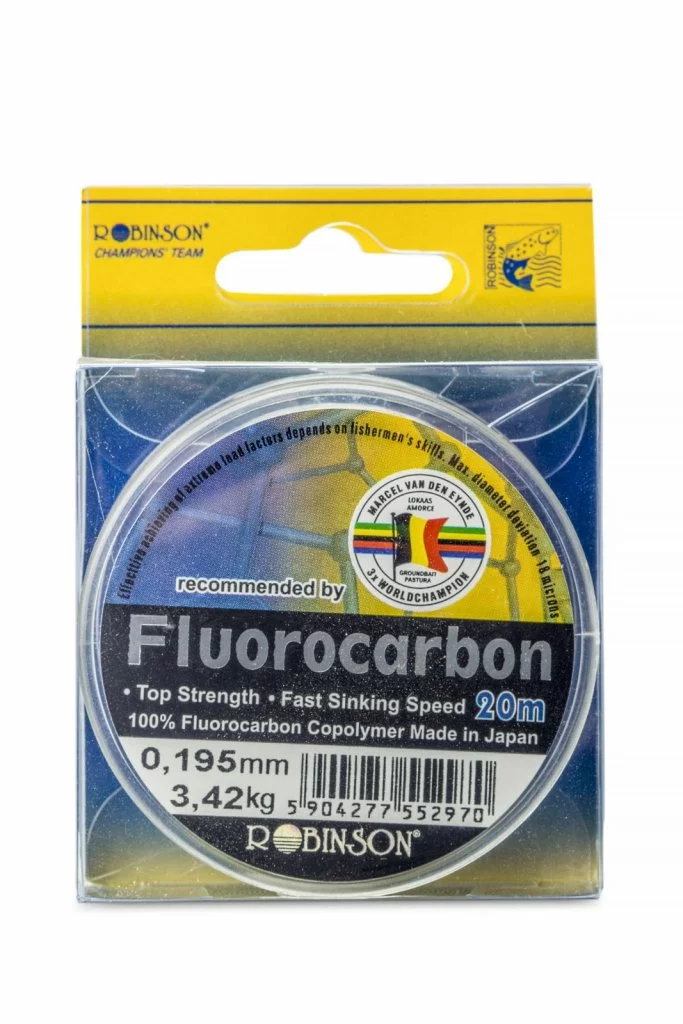 ROBINSON®
CHAMPIONS' TEAM
ROBINSON
Effective achieving of extreme load factors depends on fishermen's skills. Max. diameter deviation 18 microns
MARCEL VAN DEN EYNDE
LOKAAS
AMORCE
GROUNDBAIT
PASTURA
3X WORLDCHAMPION
recommended by
Fluorocarbon
• Top Strength • Fast Sinking Speed 20m
100% Fluorocarbon Copolymer Made in Japan
0,195mm
3,42kg
5 904277 552970
ROBINSON®